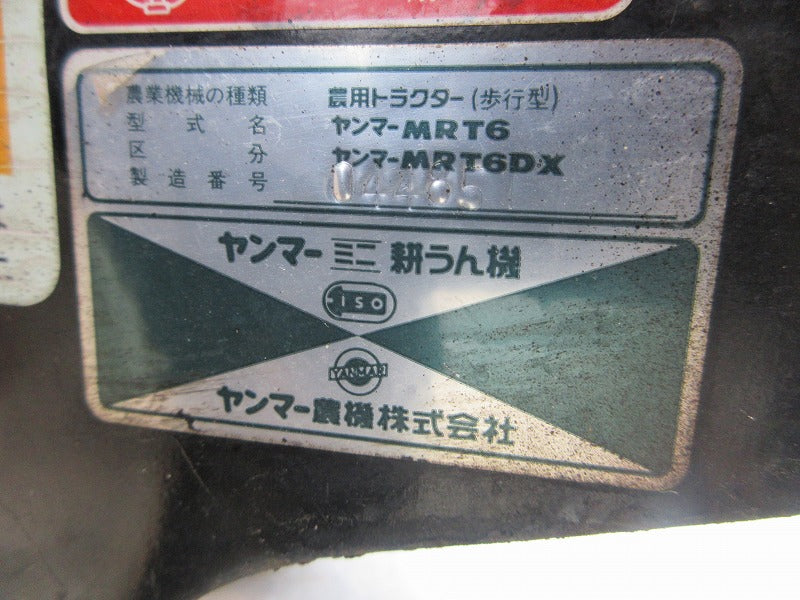 農業機械の種類 農用トラクター(歩行型)
型式名 ヤンマーMRT6
区分 ヤンマーMRT6DX
製造番号 04465
ヤンマーミニ耕うん機
ISO
YANMAR
ヤンマー農機株式会社